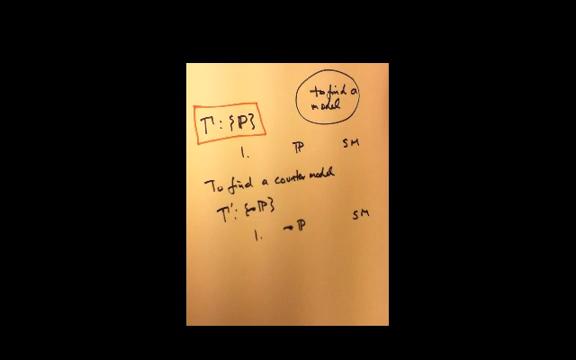 to find a
model
Γ : {ℙ}
1. ℙ SM
To find a counter model
Γ' : {¬ℙ}
1. ¬ℙ SM